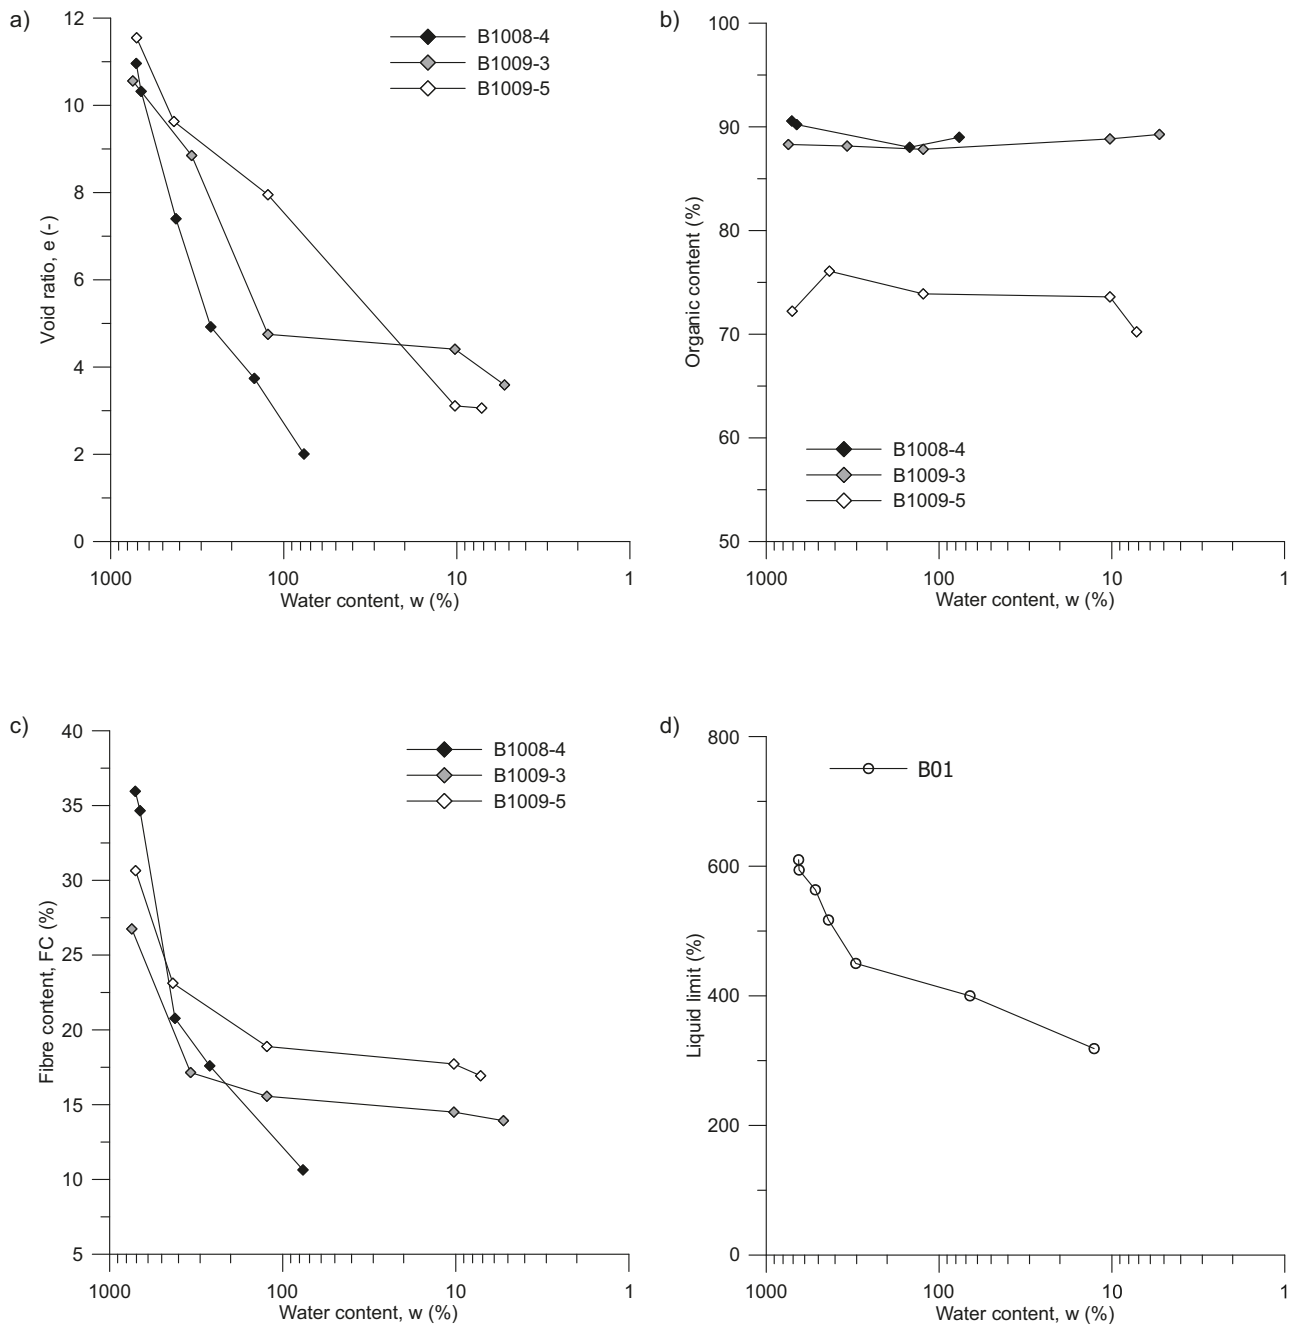 a)
12
10
8
6
4
2
0
Void ratio, e (-)
B1008-4
B1009-3
B1009-5
1000
100
10
1
Water content, w (%)
b)
100
90
80
70
60
50
Organic content (%)
B1008-4
B1009-3
B1009-5
1000
100
10
1
Water content, w (%)
c)
40
35
30
25
20
15
10
5
Fibre content, FC (%)
B1008-4
B1009-3
B1009-5
1000
100
10
1
Water content, w (%)
d)
800
600
400
200
0
Liquid limit (%)
B01
1000
100
10
1
Water content, w (%)